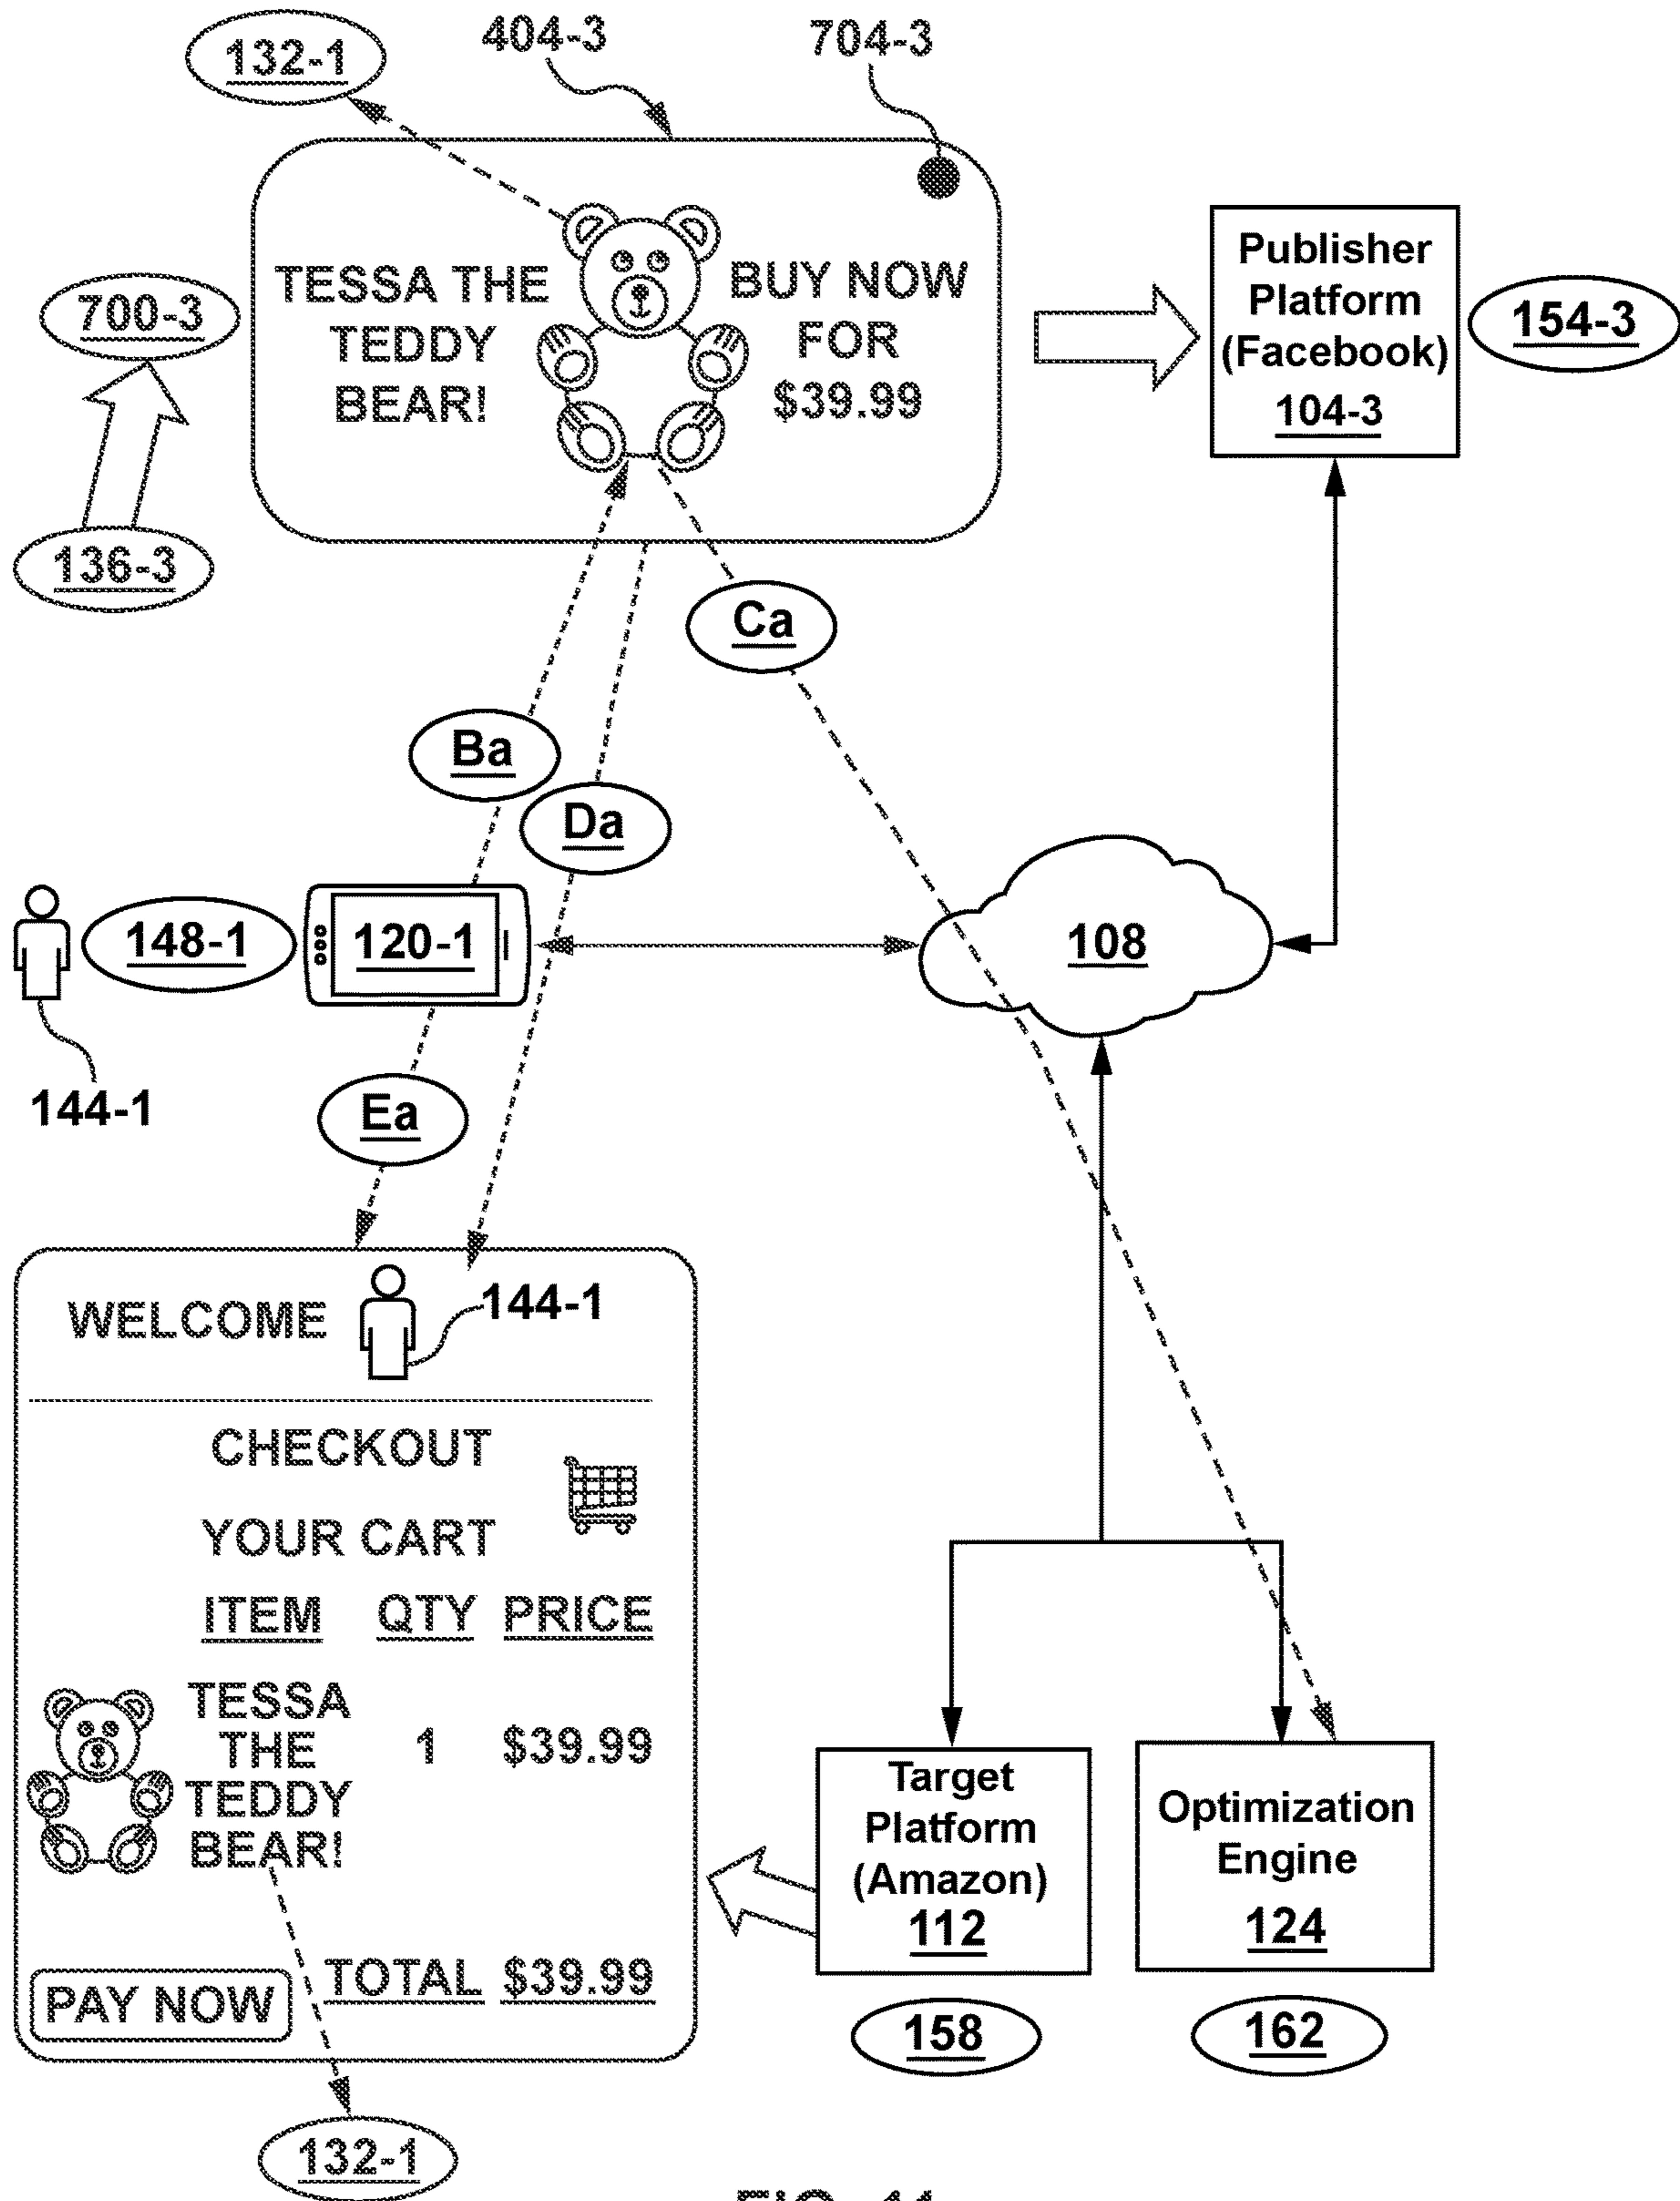 132-1
404-3
704-3
TESSA THE
TEDDY
BEAR!
BUY NOW
FOR
$39.99
700-3
136-3
Publisher
Platform
(Facebook)
104-3
154-3
Ca
Ba
Da
148-1
120-1
108
144-1
Ea
WELCOME
144-1
CHECKOUT
YOUR CART
ITEM QTY PRICE
TESSA
THE
TEDDY
BEAR!
1
$39.99
PAY NOW
TOTAL $39.99
132-1
Target
Platform
(Amazon)
112
158
Optimization
Engine
124
162